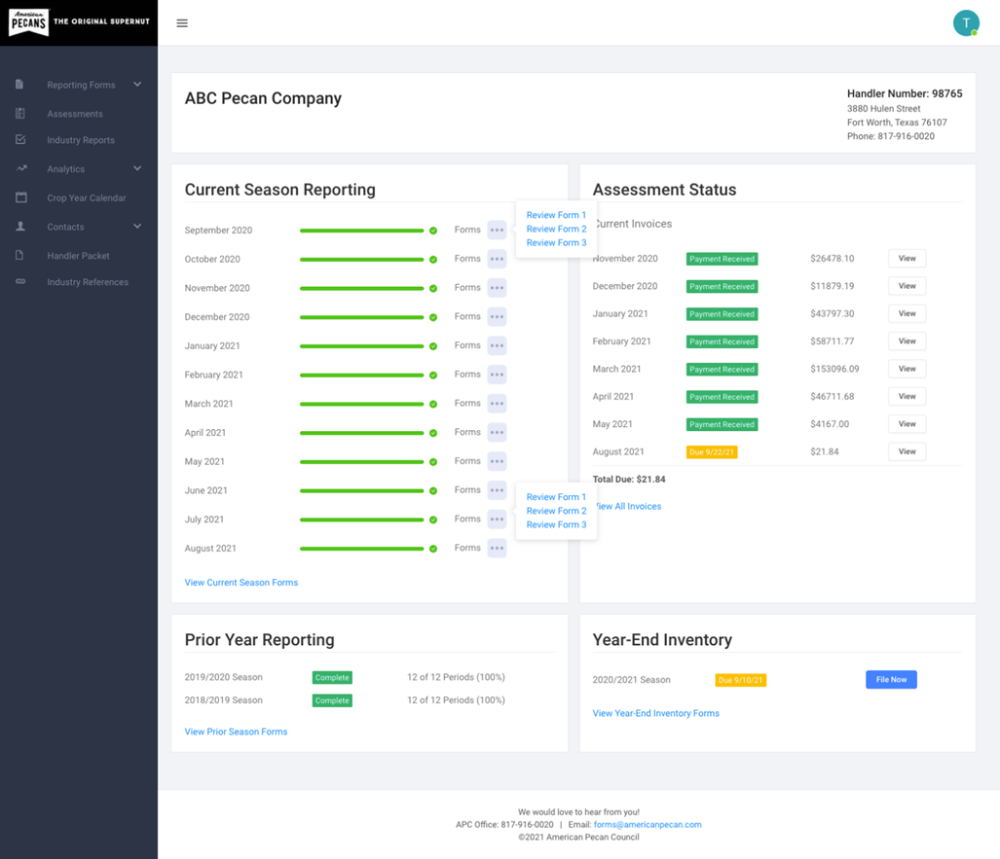 American
PECANS
THE ORIGINAL SUPERNUT
T
Reporting Forms
Assessments
Industry Reports
Analytics
Crop Year Calendar
Contacts
Handler Packet
Industry References
ABC Pecan Company
Handler Number: 98765
3880 Hulen Street
Fort Worth, Texas 76107
Phone: 817-916-0020
Current Season Reporting
September 2020 Forms
October 2020 Forms
November 2020 Forms
December 2020 Forms
January 2021 Forms
February 2021 Forms
March 2021 Forms
April 2021 Forms
May 2021 Forms
June 2021 Forms
July 2021 Forms
August 2021 Forms
View Current Season Forms
Review Form 1
Review Form 2
Review Form 3
Review Form 1
Review Form 2
Review Form 3
Assessment Status
Current Invoices
November 2020 Payment Received $26478.10 View
December 2020 Payment Received $11879.19 View
January 2021 Payment Received $43797.30 View
February 2021 Payment Received $58711.77 View
March 2021 Payment Received $153096.09 View
April 2021 Payment Received $46711.68 View
May 2021 Payment Received $4167.00 View
August 2021 Due 9/22/21 $21.84 View
Total Due: $21.84
View All Invoices
Prior Year Reporting
2019/2020 Season Complete 12 of 12 Periods (100%)
2018/2019 Season Complete 12 of 12 Periods (100%)
View Prior Season Forms
Year-End Inventory
2020/2021 Season Due 9/10/21 File Now
View Year-End Inventory Forms
We would love to hear from you!
APC Office: 817-916-0020 | Email: forms@americanpecan.com
©2021 American Pecan Council